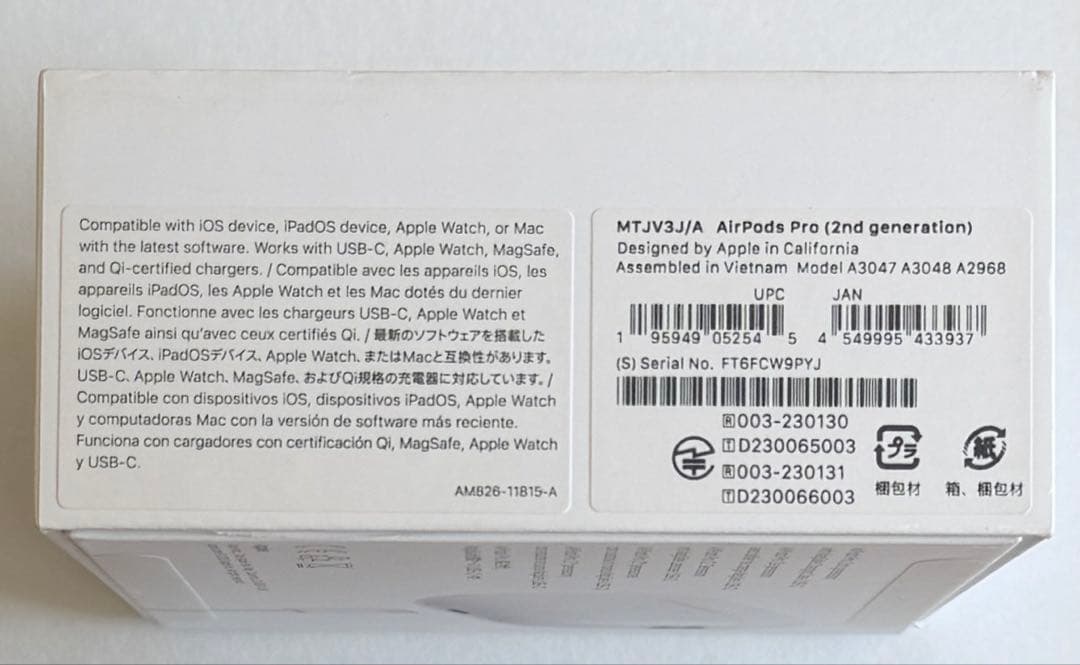 Compatible with iOS device, iPadOS device, Apple Watch, or Mac
with the latest software. Works with USB-C, Apple Watch, MagSafe,
and Qi-certified chargers. / Compatible avec les appareils iOS, les
appareils iPadOS, les Apple Watch et les Mac dotés du dernier
logiciel. Fonctionne avec les chargeurs USB-C, Apple Watch et
MagSafe ainsi qu'avec ceux certifiés Qi. / 最新のソフトウェアを搭載した
iOSデバイス、iPadOSデバイス、Apple Watch、またはMacと互換性があります。
USB-C、Apple Watch、MagSafe、およびQi規格の充電器に対応しています。/
Compatible con dispositivos iOS, dispositivos iPadOS, Apple Watch
y computadoras Mac con la versión de software más reciente.
Funciona con cargadores con certificación Qi, MagSafe, Apple Watch
y USB-C.
AM826-11815-A
MTJV3J/A AirPods Pro (2nd generation)
Designed by Apple in California
Assembled in Vietnam Model A3047 A3048 A2968
UPC JAN
1 95949 05254 5 4 549995 433937
(S) Serial No. FT6FCW9PYJ
R 003-230130
T D230065003
R 003-230131
T D230066003
プラ
梱包材
紙
箱、梱包材